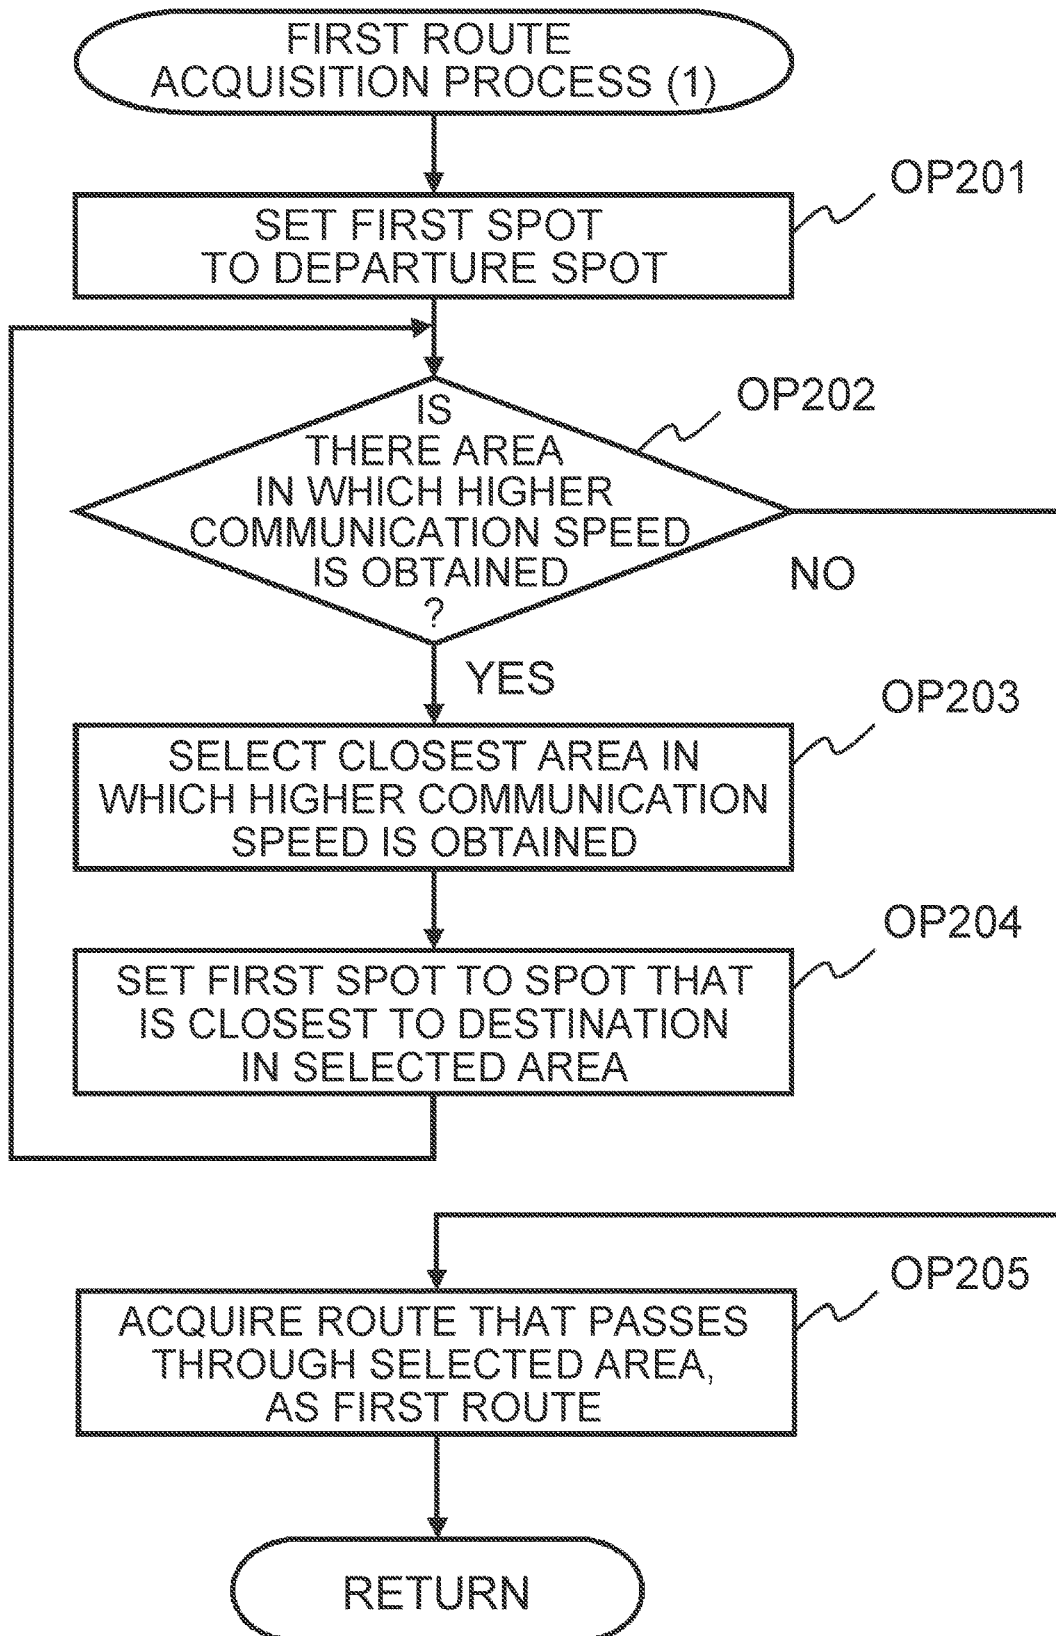 FIRST ROUTE
ACQUISITION PROCESS (1)
OP201
SET FIRST SPOT
TO DEPARTURE SPOT
OP202
IS
THERE AREA
IN WHICH HIGHER
COMMUNICATION SPEED
IS OBTAINED
?
NO
YES
OP203
SELECT CLOSEST AREA IN
WHICH HIGHER COMMUNICATION
SPEED IS OBTAINED
OP204
SET FIRST SPOT TO SPOT THAT
IS CLOSEST TO DESTINATION
IN SELECTED AREA
OP205
ACQUIRE ROUTE THAT PASSES
THROUGH SELECTED AREA,
AS FIRST ROUTE
RETURN